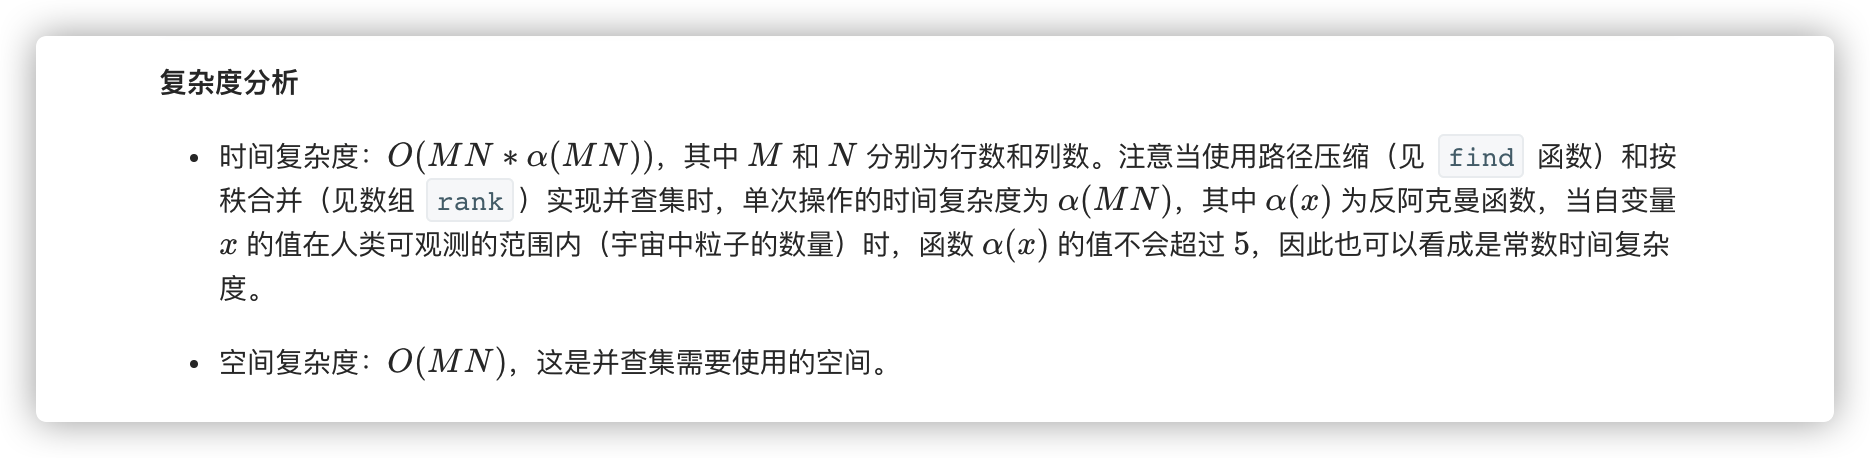 复杂度分析
• 时间复杂度：O(MN * α(MN))，其中 M 和 N 分别为行数和列数。注意当使用路径压缩（见 find 函数）和按
秩合并（见数组 rank ）实现并查集时，单次操作的时间复杂度为 α(MN)，其中 α(x) 为反阿克曼函数，当自变量
x 的值在人类可观测的范围内（宇宙中粒子的数量）时，函数 α(x) 的值不会超过 5，因此也可以看成是常数时间复杂
度。
• 空间复杂度：O(MN)，这是并查集需要使用的空间。